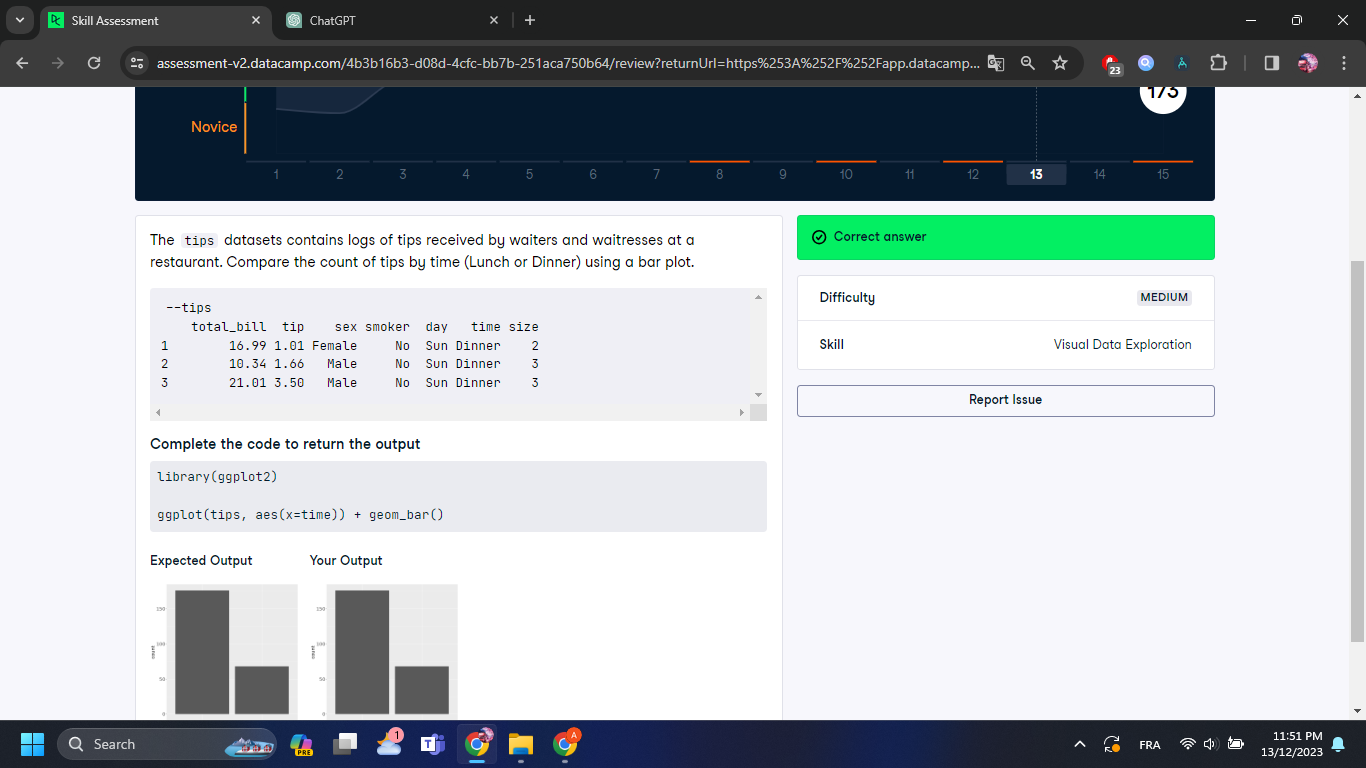 Skill Assessment
ChatGPT
assessment-v2.datacamp.com/4b3b16b3-d08d-4cfc-bb7b-251aca750b64/review?returnUrl=https%253A%252F%252Fapp.datacamp...
23
173
Novice
1 2 3 4 5 6 7 8 9 10 11 12 13 14 15
The tips datasets contains logs of tips received by waiters and waitresses at a
restaurant. Compare the count of tips by time (Lunch or Dinner) using a bar plot.
--tips
total_bill tip sex smoker day time size
1 16.99 1.01 Female No Sun Dinner 2
2 10.34 1.66 Male No Sun Dinner 3
3 21.01 3.50 Male No Sun Dinner 3
Complete the code to return the output
library(ggplot2)
ggplot(tips, aes(x=time)) + geom_bar()
Expected Output Your Output
150
100
50
0
count
150
100
50
0
count
Correct answer
Difficulty MEDIUM
Skill Visual Data Exploration
Report Issue
Search
PRE
1
A
FRA
11:51 PM
13/12/2023